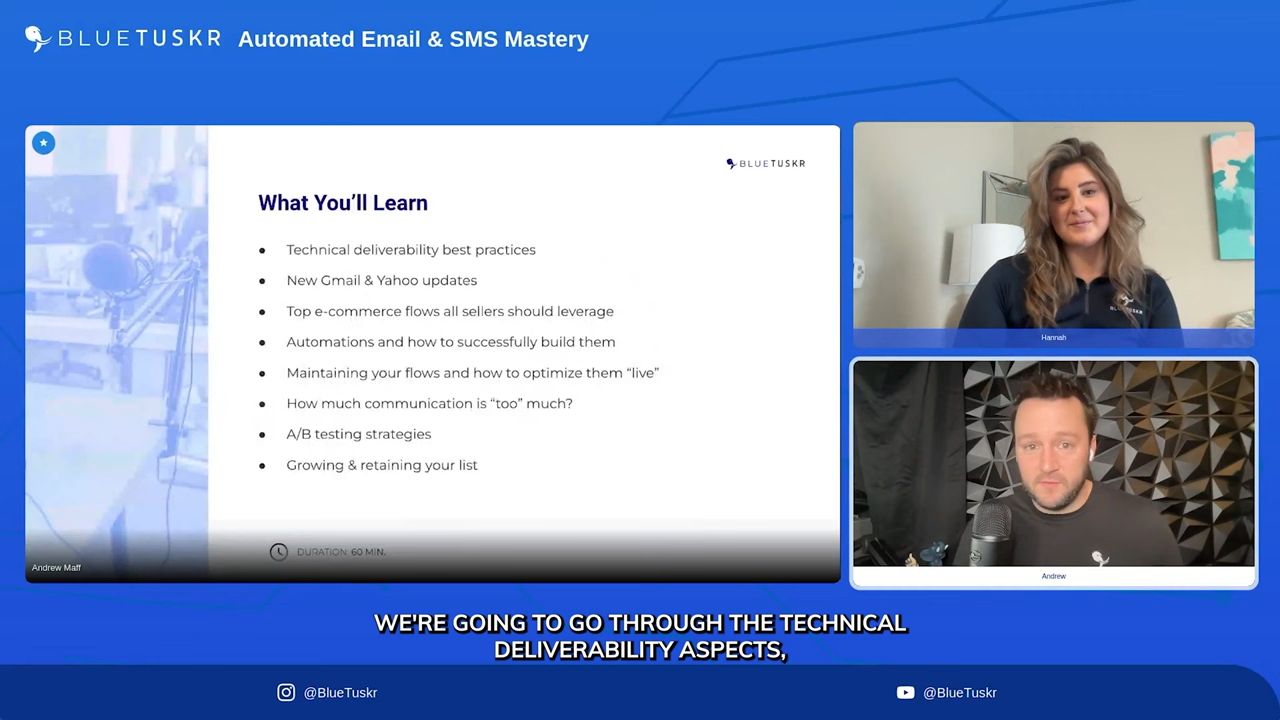 BLUETUSKR Automated Email & SMS Mastery
BLUETUSKR
What You’ll Learn
● Technical deliverability best practices
● New Gmail & Yahoo updates
● Top e-commerce flows all sellers should leverage
● Automations and how to successfully build them
● Maintaining your flows and how to optimize them “live”
● How much communication is “too” much?
● A/B testing strategies
● Growing & retaining your list
DURATION: 60 MIN.
Andrew Maff
BLUETUSKR
Hannah
Andrew
WE'RE GOING TO GO THROUGH THE TECHNICAL
DELIVERABILITY ASPECTS,
@BlueTuskr
@BlueTuskr